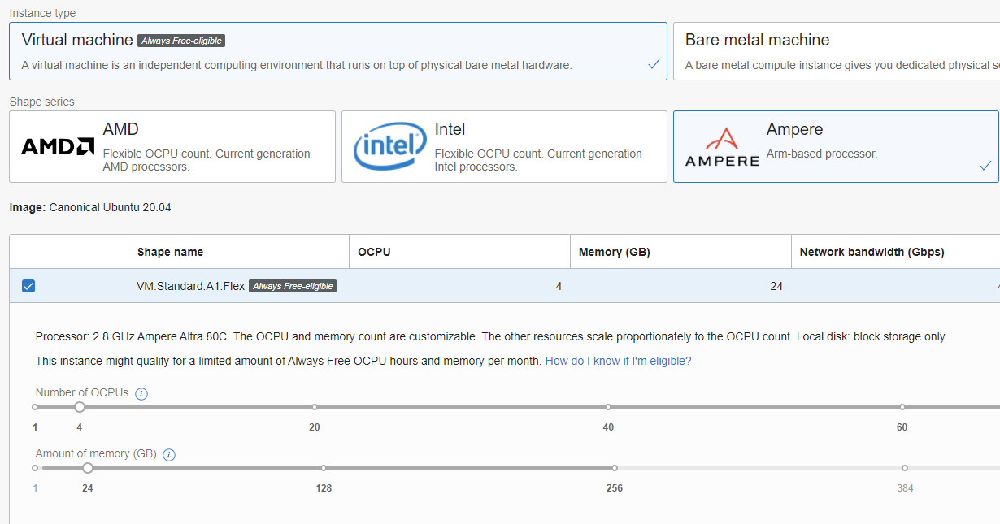 Instance type
Virtual machine Always Free-eligible
A virtual machine is an independent computing environment that runs on top of physical bare metal hardware.
Bare metal machine
A bare metal compute instance gives you dedicated physical
Shape series
AMD
AMD
Flexible OCPU count. Current generation
AMD processors.
intel
Intel
Flexible OCPU count. Current generation
Intel processors.
AMPERE
Ampere
Arm-based processor.
Image: Canonical Ubuntu 20.04
Shape name OCPU Memory (GB) Network bandwidth (Gbps)
VM.Standard.A1.Flex Always Free-eligible 4 24
Processor: 2.8 GHz Ampere Altra 80C. The OCPU and memory count are customizable. The other resources scale proportionately to the OCPU count. Local disk: block storage only.
This instance might qualify for a limited amount of Always Free OCPU hours and memory per month. How do I know if I'm eligible?
Number of OCPUs i
1 4 20 40 60
Amount of memory (GB) i
1 24 128 256 384